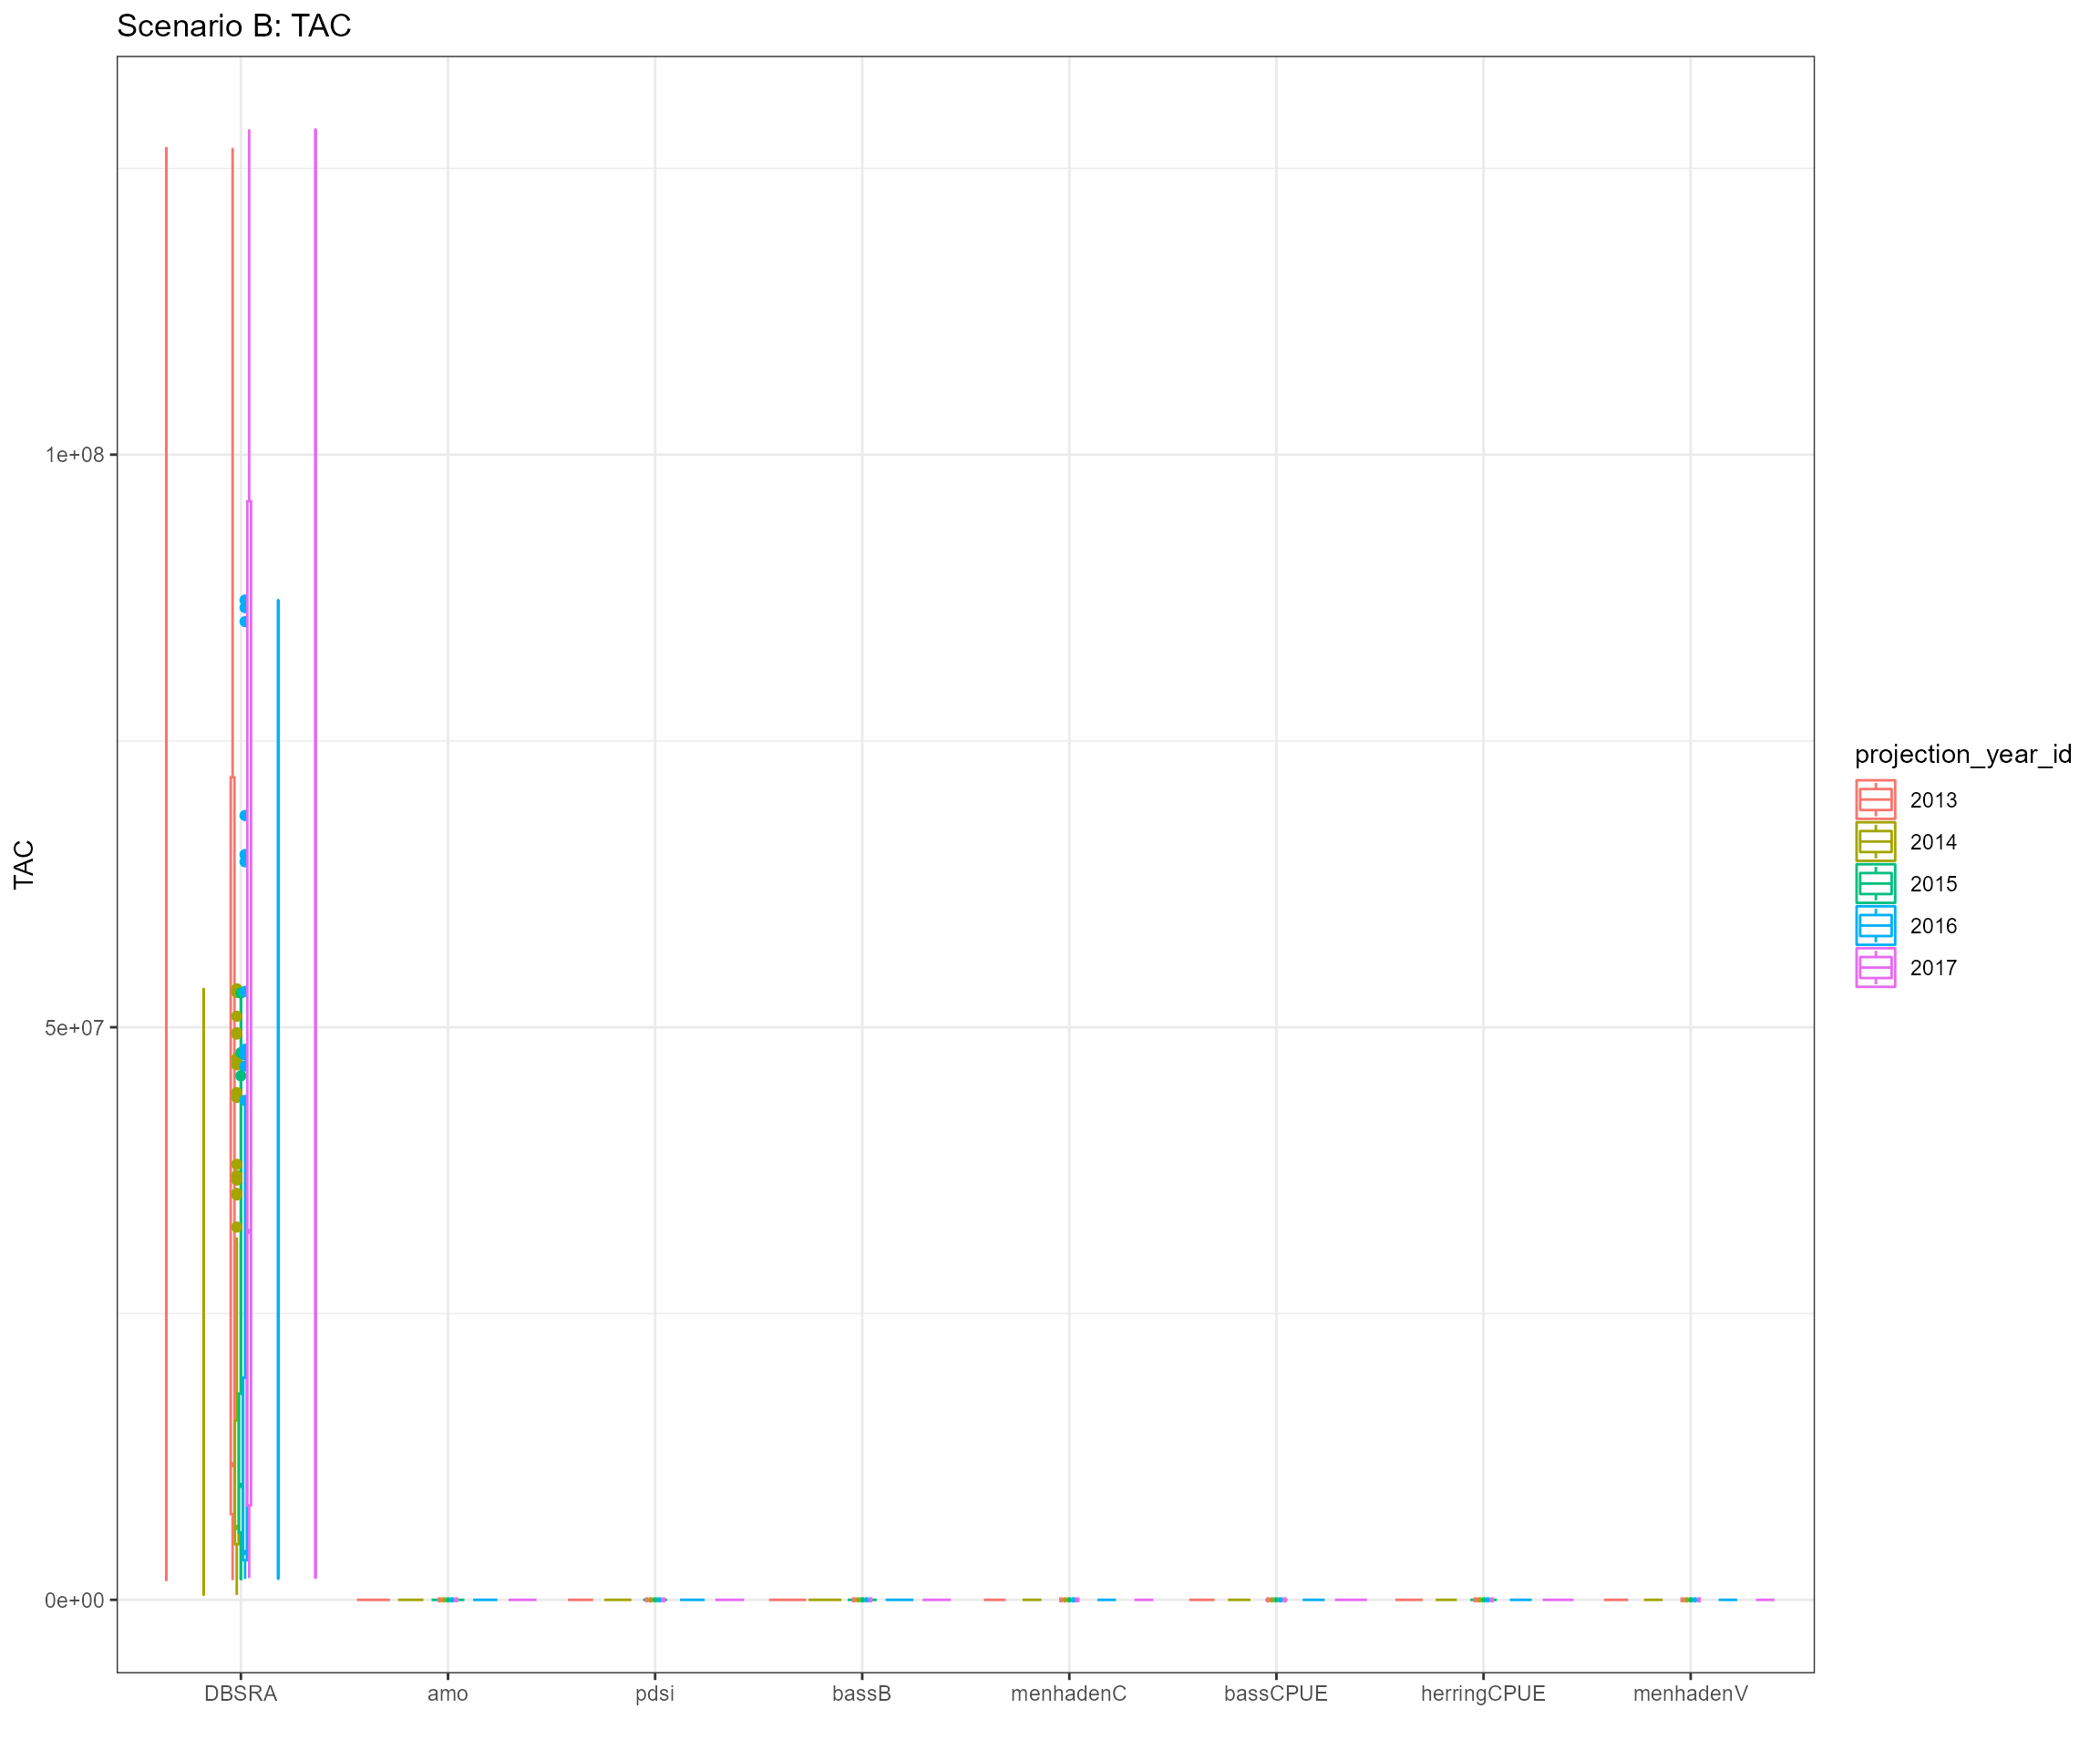 Scenario B: TAC
TAC
1e+08
5e+07
0e+00
DBSRA amo pdsi bassB menhadenC bassCPUE herringCPUE menhadenV
projection_year_id
2013
2014
2015
2016
2017